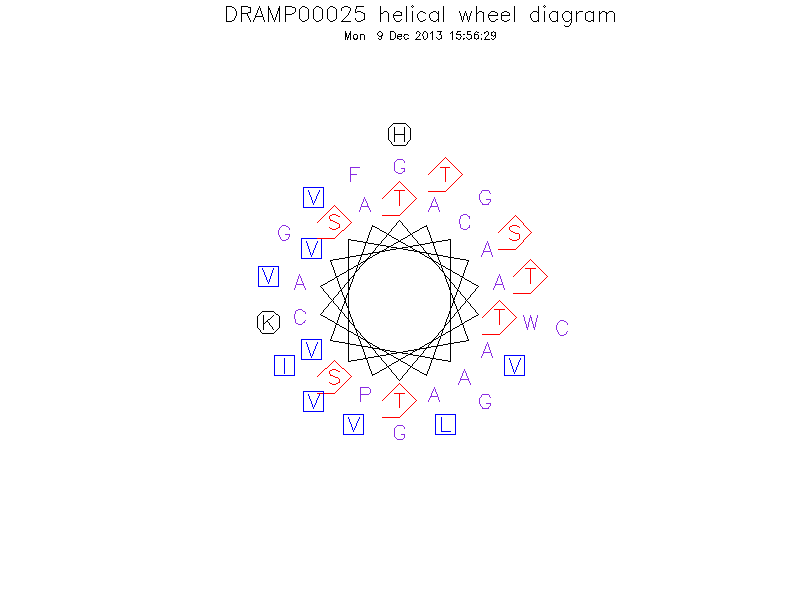 DRAMP00025 helical wheel diagram
Mon 9 Dec 2013 15:56:29
H
F G T
V A T A G
S C
G V A S
V A A T
K C T W C
I V A V
S A
V P T A G
V G L